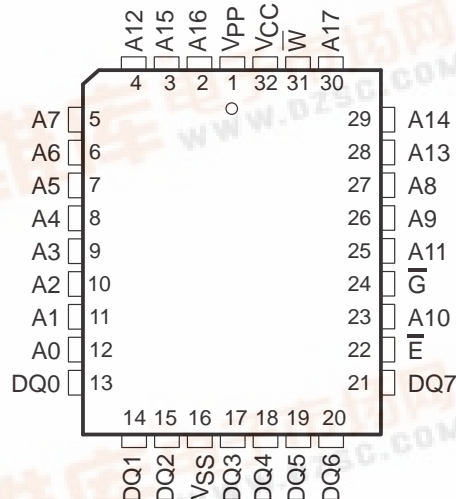 A12 A15 A16 VPP VCC W A17
4 3 2 1 32 31 30
A7 5 29 A14
A6 6 28 A13
A5 7 27 A8
A4 8 26 A9
A3 9 25 A11
A2 10 24 G
A1 11 23 A10
A0 12 22 E
DQ0 13 21 DQ7
14 15 16 17 18 19 20
DQ1 DQ2 VSS DQ3 DQ4 DQ5 DQ6
WWW.DZSC.COM